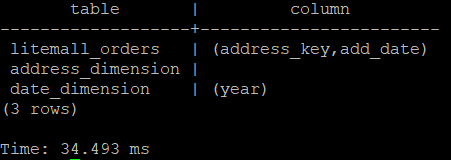 table | column
-------------------+-------------------------
litemall_orders | (address_key,add_date)
address_dimension |
date_dimension | (year)
(3 rows)
Time: 34.493 ms